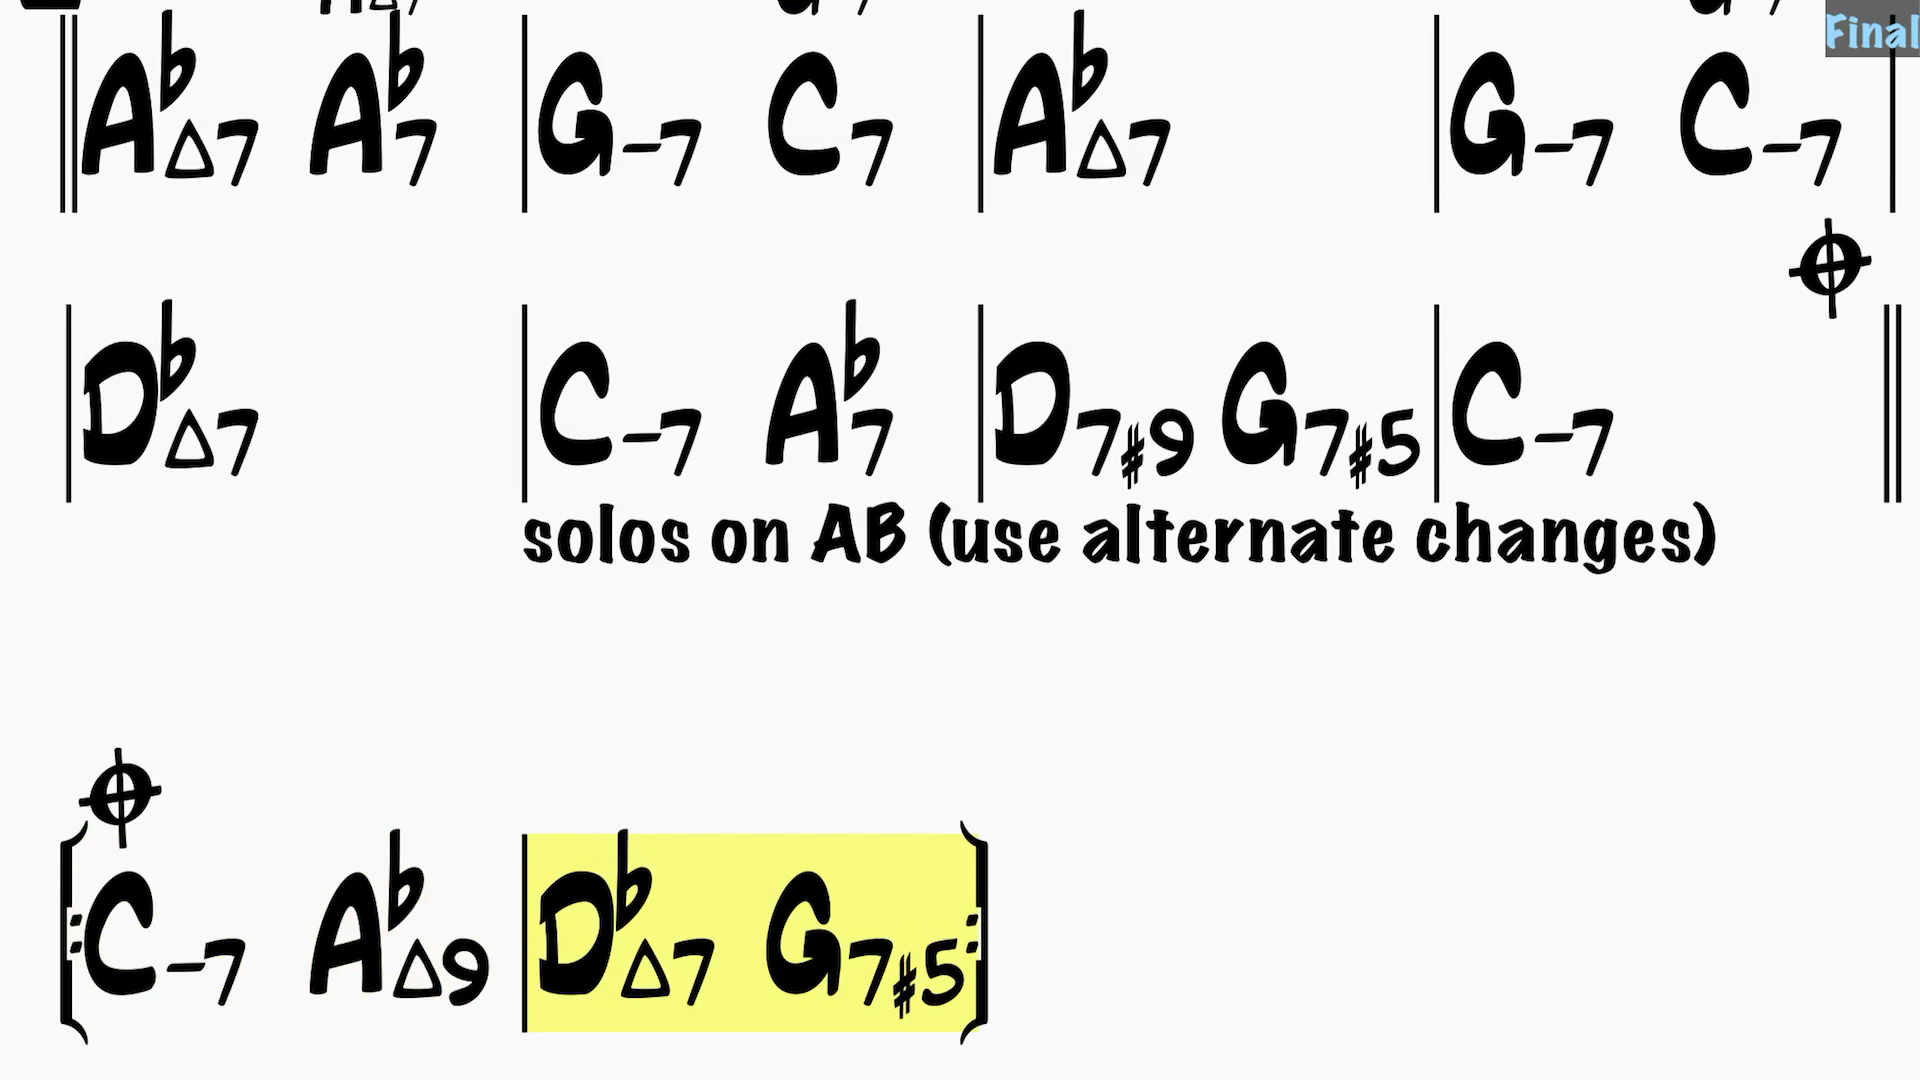 Final
A♭Δ7 A♭7 G-7 C7 A♭Δ7 G-7 C-7
D♭Δ7 C-7 A♭7 D7♯9 G7♯5 C-7
solos on AB (use alternate changes)
C-7 A♭Δ9 D♭Δ7 G7♯5